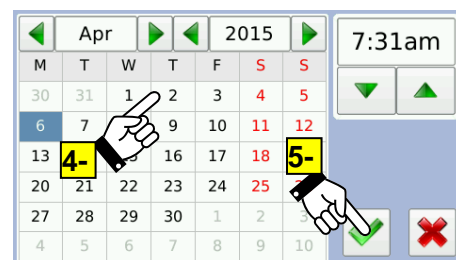 Apr 2015 7:31am
M T W T F S S
30 31 1 2 3 4 5
6 7 9 10 11 12
4- 5-
13 16 17 18
20 21 22 23 24 25
27 28 29 30 1 2 3
4 5 6 7 8 9 10